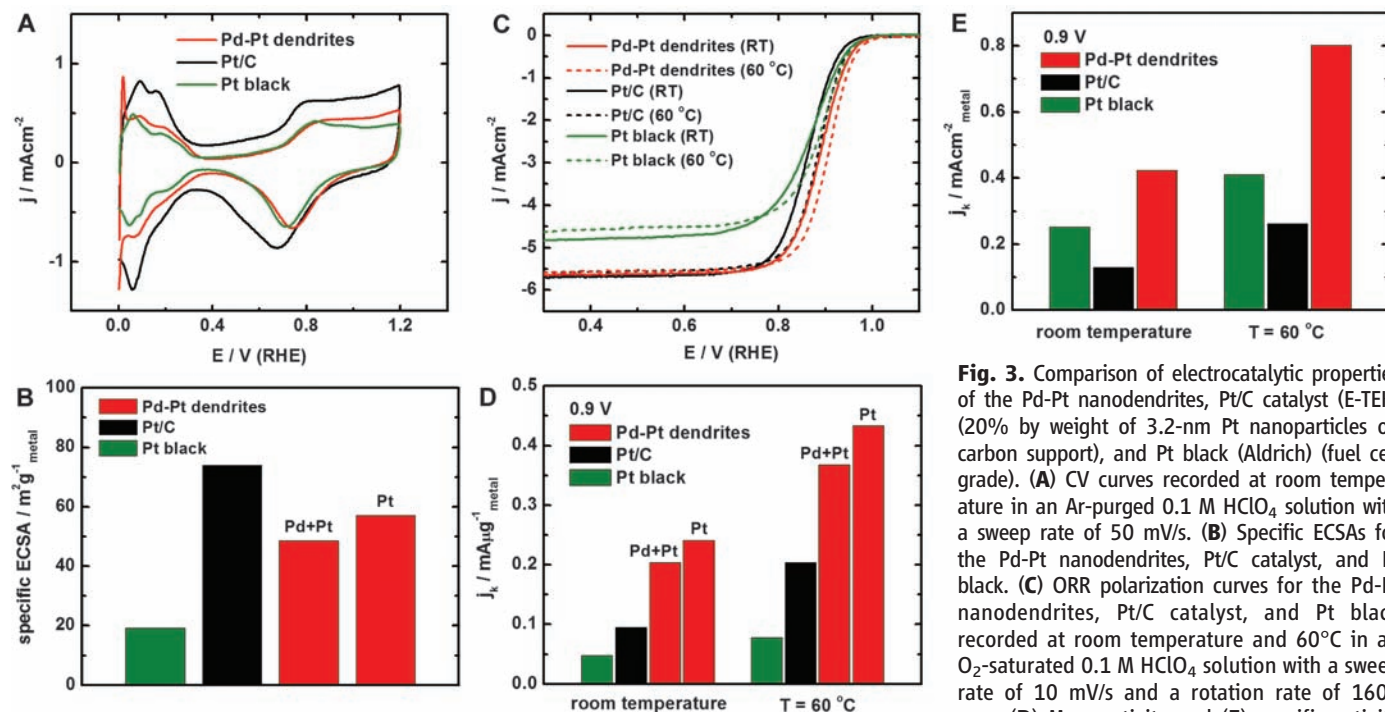 A
Pd-Pt dendrites
Pt/C
Pt black
1
0
-1
j / mAcm-2
0.0 0.4 0.8 1.2
E / V (RHE)
C
Pd-Pt dendrites (RT)
Pd-Pt dendrites (60 °C)
Pt/C (RT)
Pt/C (60 °C)
Pt black (RT)
Pt black (60 °C)
0
-1
-2
-3
-4
-5
-6
j / mAcm-2
0.4 0.6 0.8 1.0
E / V (RHE)
E
0.9 V
Pd-Pt dendrites
Pt/C
Pt black
0.8
0.6
0.4
0.2
0.0
jk / mAcm-2 metal
room temperature T = 60 °C
B
Pd-Pt dendrites
Pt/C
Pt black
100
80
60
40
20
0
specific ECSA / m2g-1 metal
Pd+Pt
Pt
D
0.9 V
Pd-Pt dendrites
Pt/C
Pt black
0.5
0.4
0.3
0.2
0.1
0.0
jk / mAµg-1 metal
Pd+Pt
Pt
Pd+Pt
Pt
room temperature T = 60 °C
Fig. 3. Comparison of electrocatalytic propertie
of the Pd-Pt nanodendrites, Pt/C catalyst (E-TE
(20% by weight of 3.2-nm Pt nanoparticles o
carbon support), and Pt black (Aldrich) (fuel ce
grade). (A) CV curves recorded at room tempe
ature in an Ar-purged 0.1 M HClO4 solution wit
a sweep rate of 50 mV/s. (B) Specific ECSAs fo
the Pd-Pt nanodendrites, Pt/C catalyst, and
black. (C) ORR polarization curves for the Pd-
nanodendrites, Pt/C catalyst, and Pt blac
recorded at room temperature and 60°C in a
O2-saturated 0.1 M HClO4 solution with a swee
rate of 10 mV/s and a rotation rate of 160